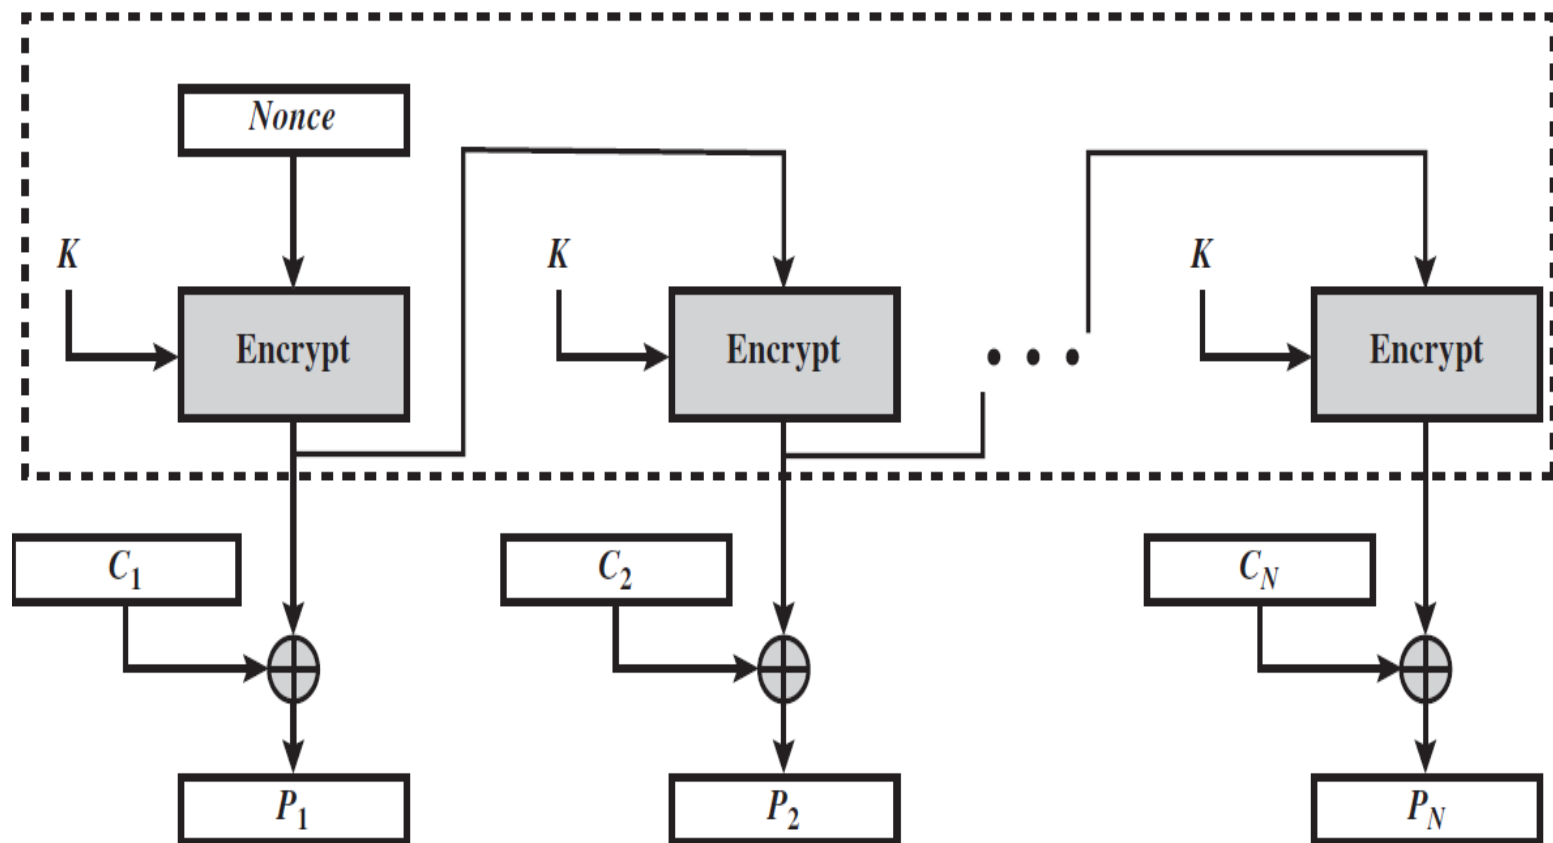 Nonce
K K K
Encrypt Encrypt Encrypt
C1 C2 CN
P1 P2 PN